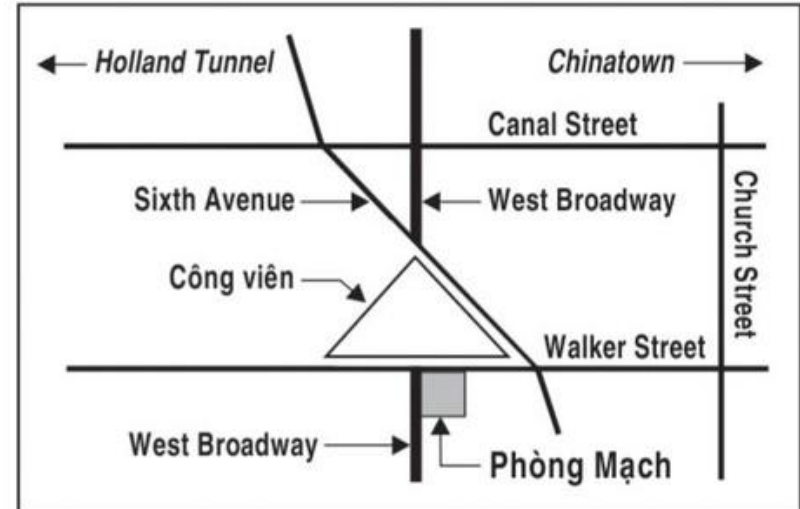 Holland Tunnel
Chinatown
Canal Street
Sixth Avenue
West Broadway
Church Street
Công viên
Walker Street
West Broadway
Phòng Mạch